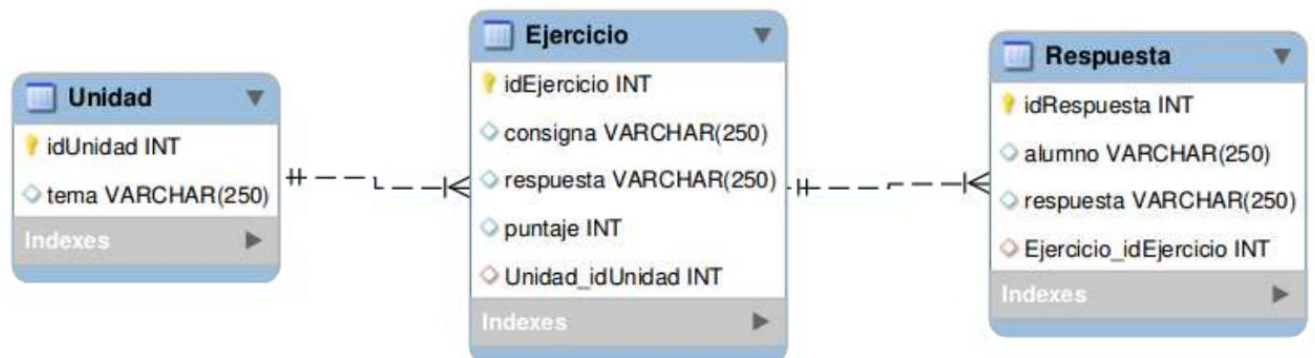 Unidad
idUnidad INT
tema VARCHAR(250)
Indexes
Ejercicio
idEjercicio INT
consigna VARCHAR(250)
respuesta VARCHAR(250)
puntaje INT
Unidad_idUnidad INT
Indexes
Respuesta
idRespuesta INT
alumno VARCHAR(250)
respuesta VARCHAR(250)
Ejercicio_idEjercicio INT
Indexes